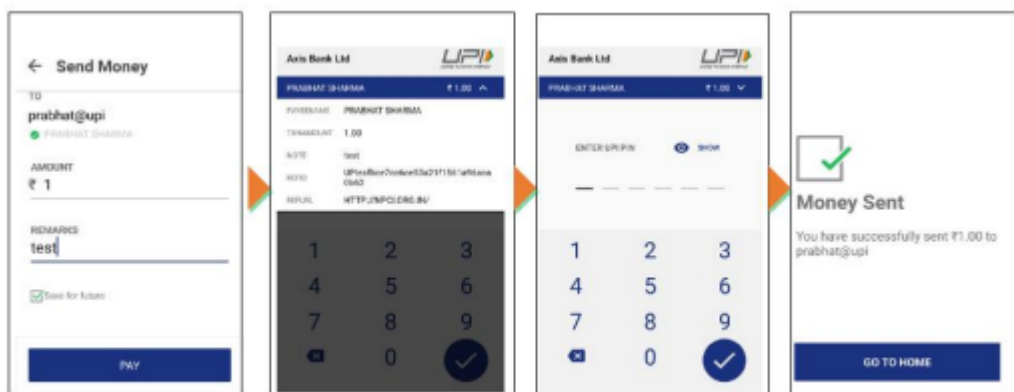 ← Send Money
TO
prabhat@upi
PRABHAT SHARMA
AMOUNT
₹ 1
REMARKS
test
Save for future
PAY
Axis Bank Ltd
UPI
PRABHAT SHARMA ₹ 1.00
PAYEENAME PRABHAT SHARMA
TXNAMOUNT 1.00
NOTE test
REFID
REFURL HTTP://NPCI.ORG.IN/
1 2 3
4 5 6
7 8 9
0
Axis Bank Ltd
UPI
PRABHAT SHARMA ₹ 1.00
ENTER UPI PIN SHOW
1 2 3
4 5 6
7 8 9
0
Money Sent
You have successfully sent ₹1.00 to
prabhat@upi
GO TO HOME